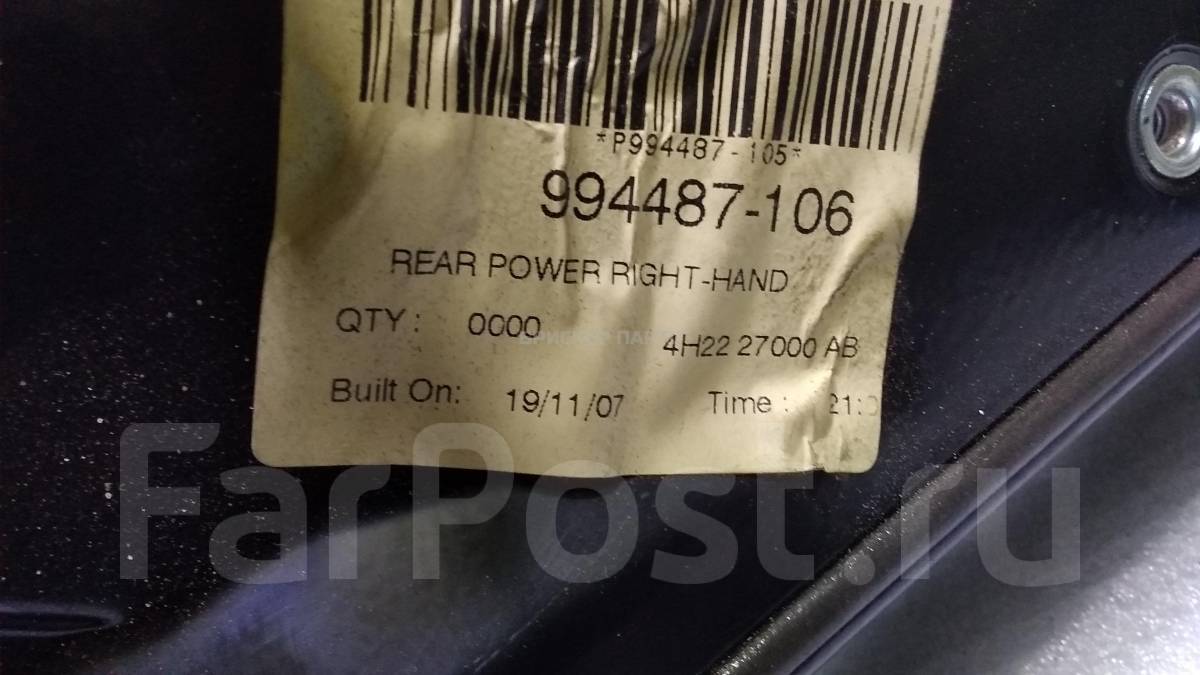 *P994487-105*
994487-106
REAR POWER RIGHT-HAND
QTY: 0000
4H22 27000 AB
Built On: 19/11/07 Time : 21:
FarPost.ru